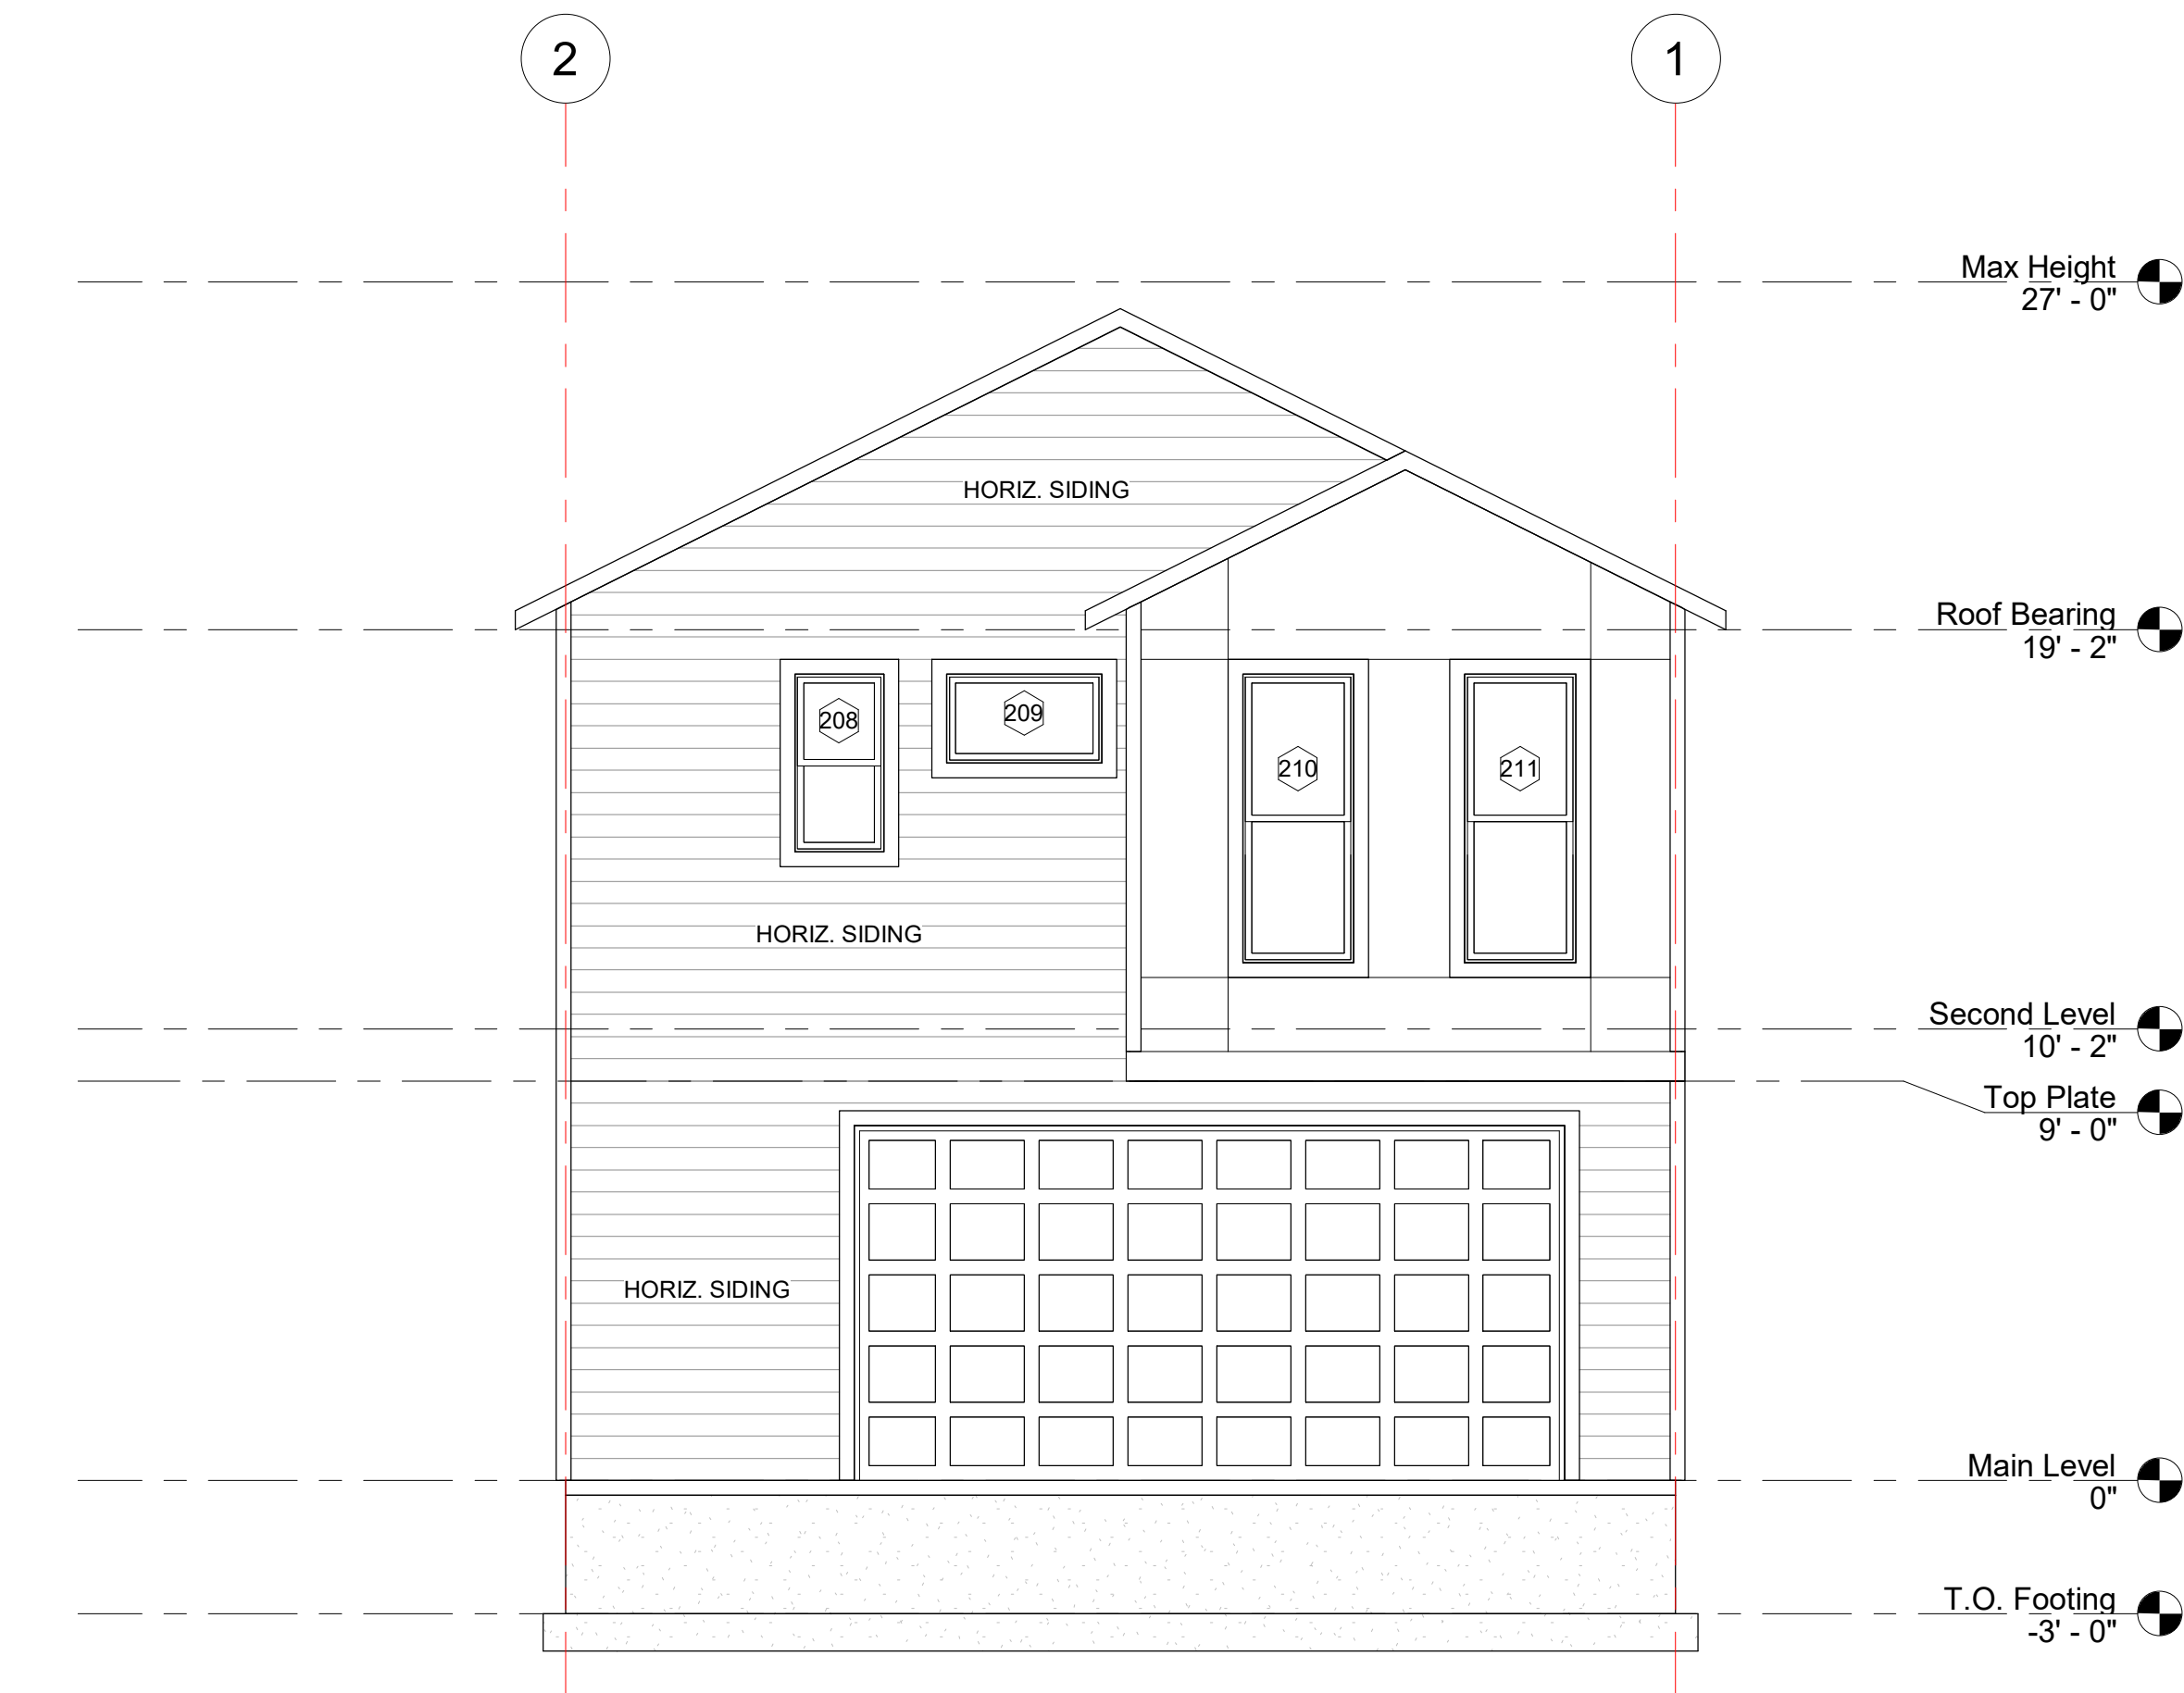 2
1
Max Height
27' - 0"
HORIZ. SIDING
Roof Bearing
19' - 2"
208
209
210
211
HORIZ. SIDING
Second Level
10' - 2"
Top Plate
9' - 0"
HORIZ. SIDING
Main Level
0"
T.O. Footing
-3' - 0"